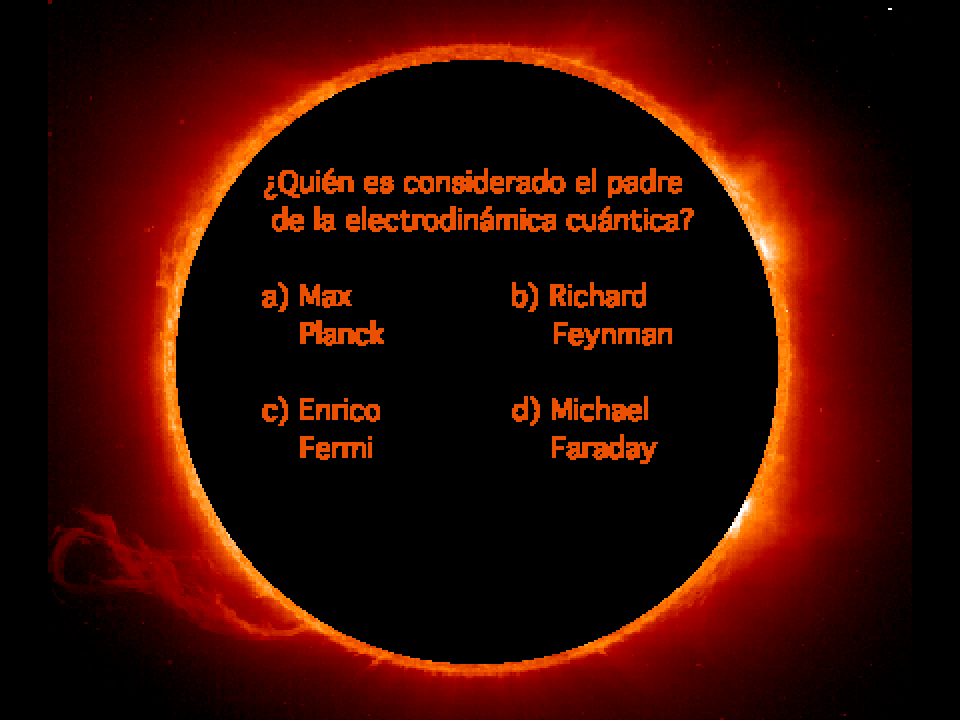 ¿Quién es considerado el padre
de la electrodinámica cuántica?
a) Max b) Richard
Planck Feynman
c) Enrico d) Michael
Fermi Faraday